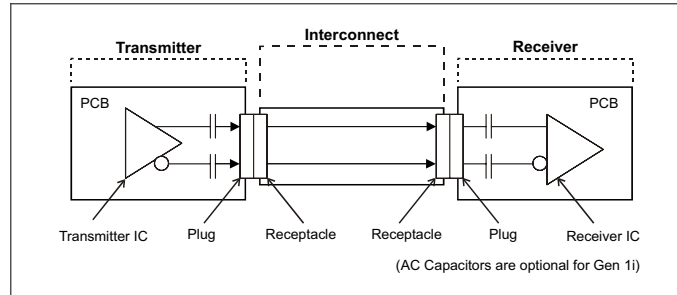 Interconnect
Transmitter
Receiver
PCB
PCB
Transmitter IC
Plug
Receptacle
Receptacle
Plug
Receiver IC
(AC Capacitors are optional for Gen 1i)